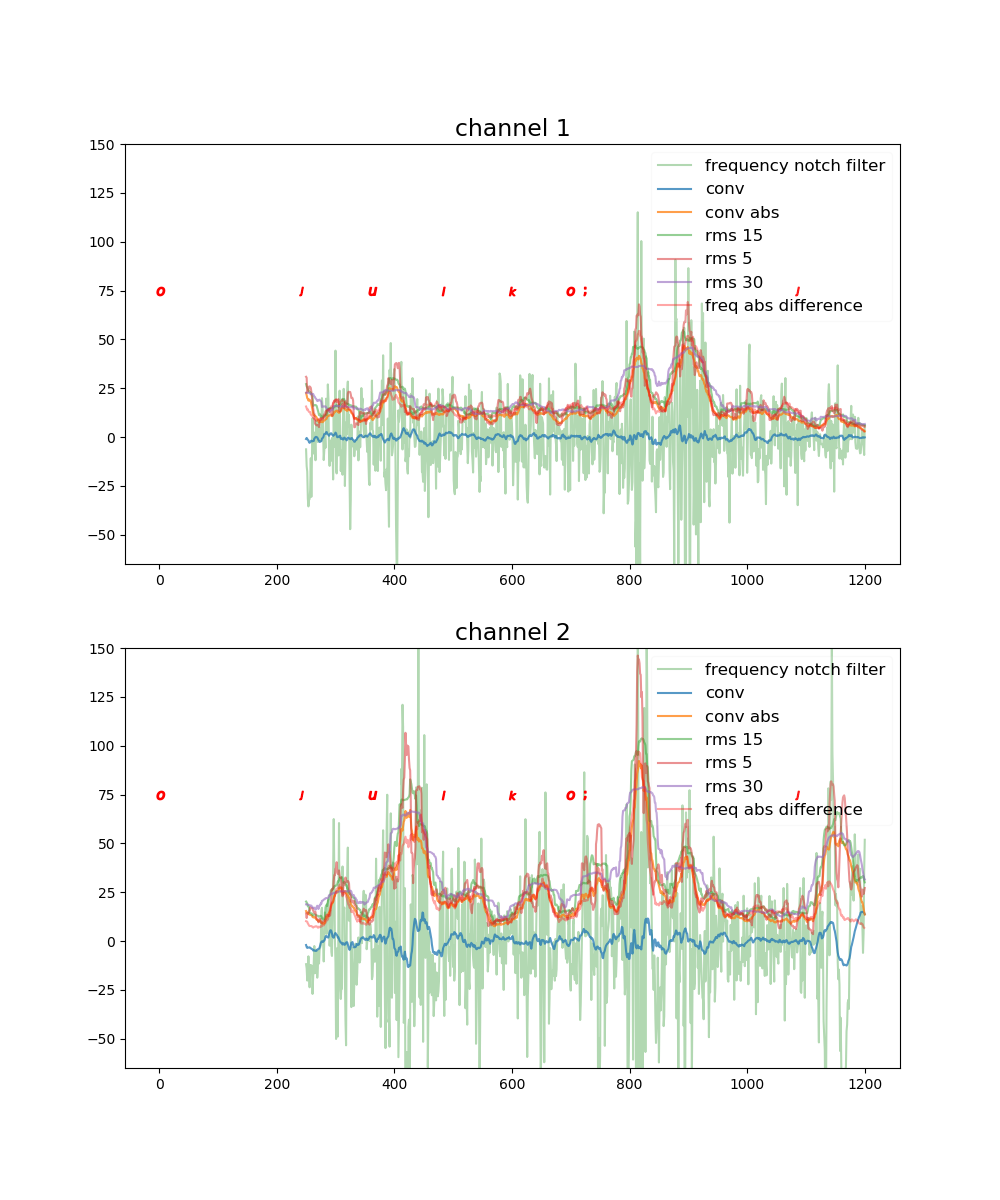 channel 1
150
125
100
75
50
25
0
−25
−50
o j u l k o ; j
frequency notch filter
conv
conv abs
rms 15
rms 5
rms 30
freq abs difference
0 200 400 600 800 1000 1200
channel 2
150
125
100
75
50
25
0
−25
−50
o j u l k o ; j
frequency notch filter
conv
conv abs
rms 15
rms 5
rms 30
freq abs difference
0 200 400 600 800 1000 1200